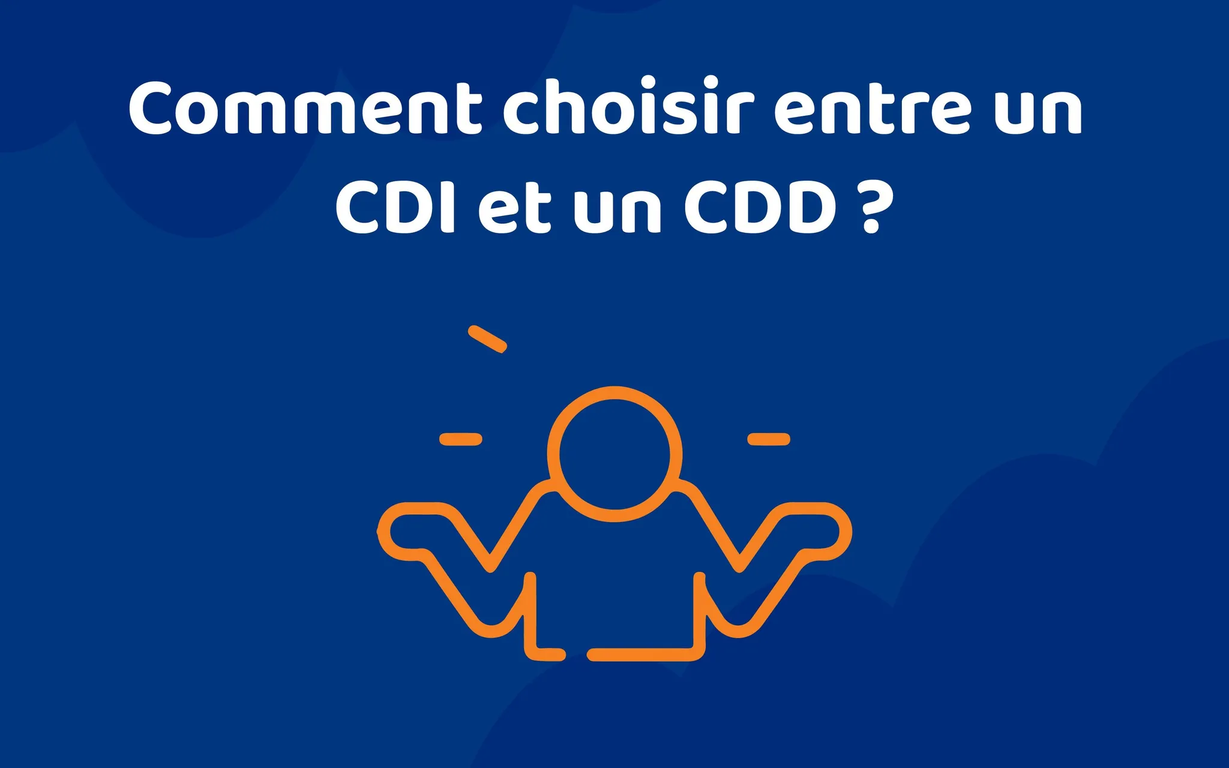 Comment choisir entre un
CDI et un CDD ?